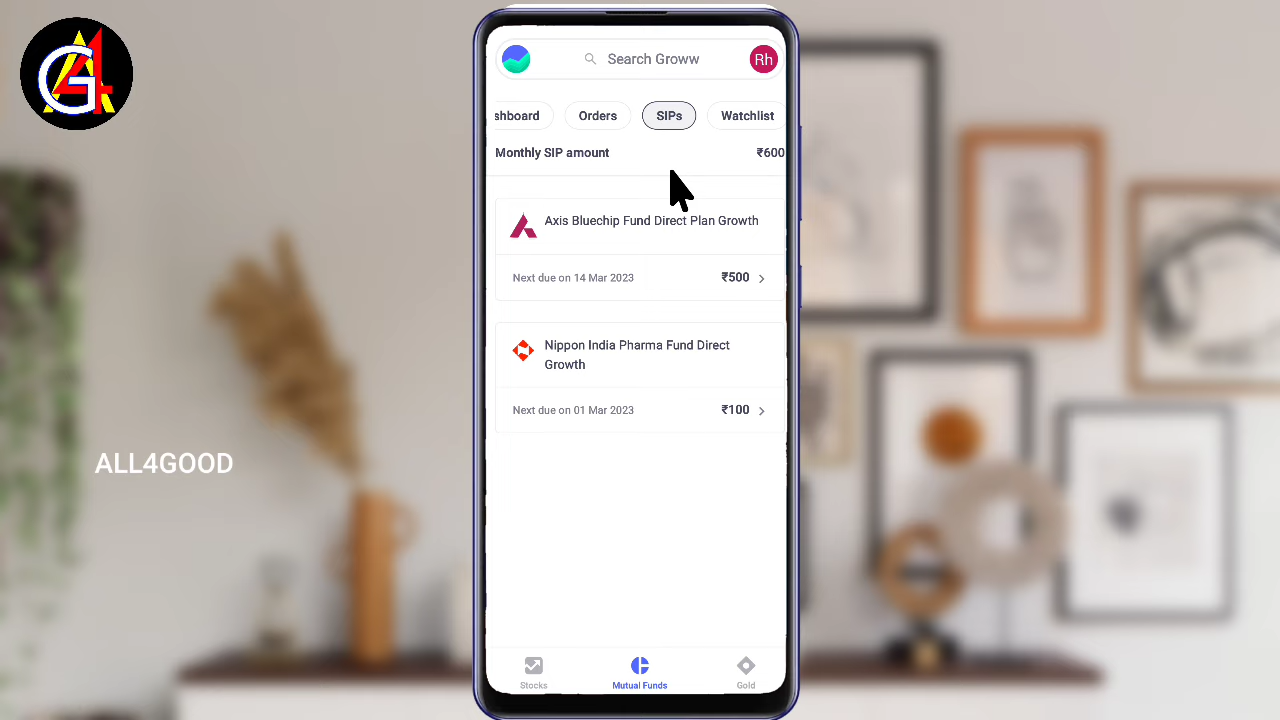 G4
Search Groww
Rh
shboard
Orders
SIPs
Watchlist
Monthly SIP amount
₹600
Axis Bluechip Fund Direct Plan Growth
Next due on 14 Mar 2023
₹500
Nippon India Pharma Fund Direct
Growth
Next due on 01 Mar 2023
₹100
ALL4GOOD
Stocks
Mutual Funds
Gold